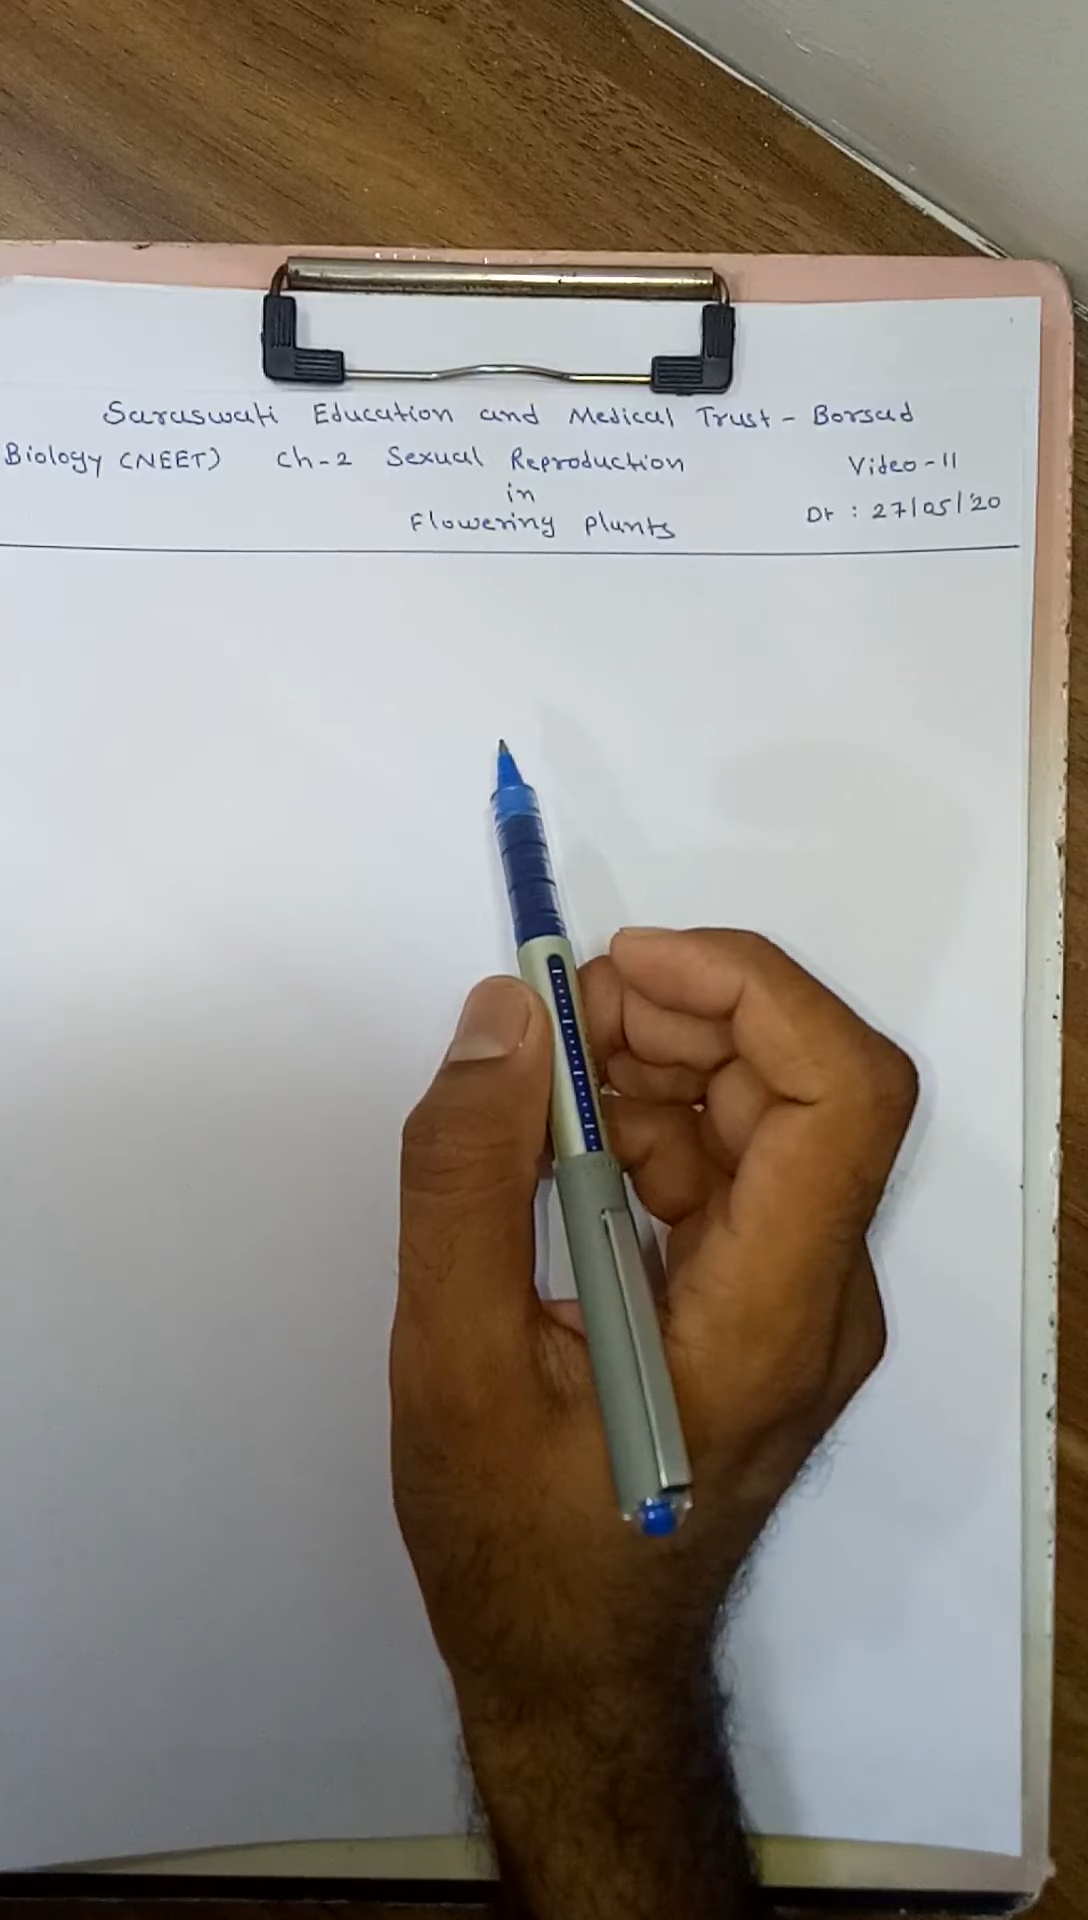 Saraswati Education and Medical Trust - Borsad
Biology (NEET) Ch-2 Sexual Reproduction Video-11
in
Flowering Plants Dt : 27/05/'20